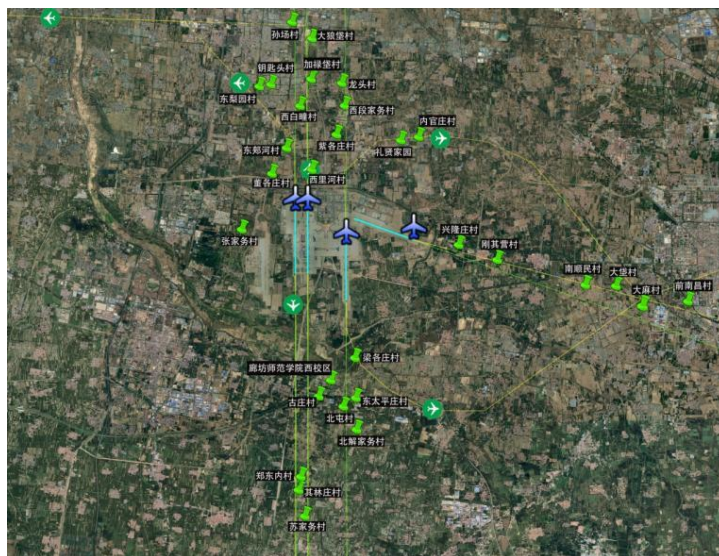 孙场村
大狼垡村
钥匙头村
加禄垡村
龙头村
东梨园村
西白疃村
西段家务村
内官庄村
东郏河村
紫各庄村
礼贤家园
董各庄村
西里河村
张家务村
兴隆庄村
刚其营村
南顺民村
大垡村
大麻村
前南昌村
梁各庄村
廊坊师范学院西校区
古庄村
东太平庄村
北屯村
北解家务村
郑东内村
其林庄村
苏家务村